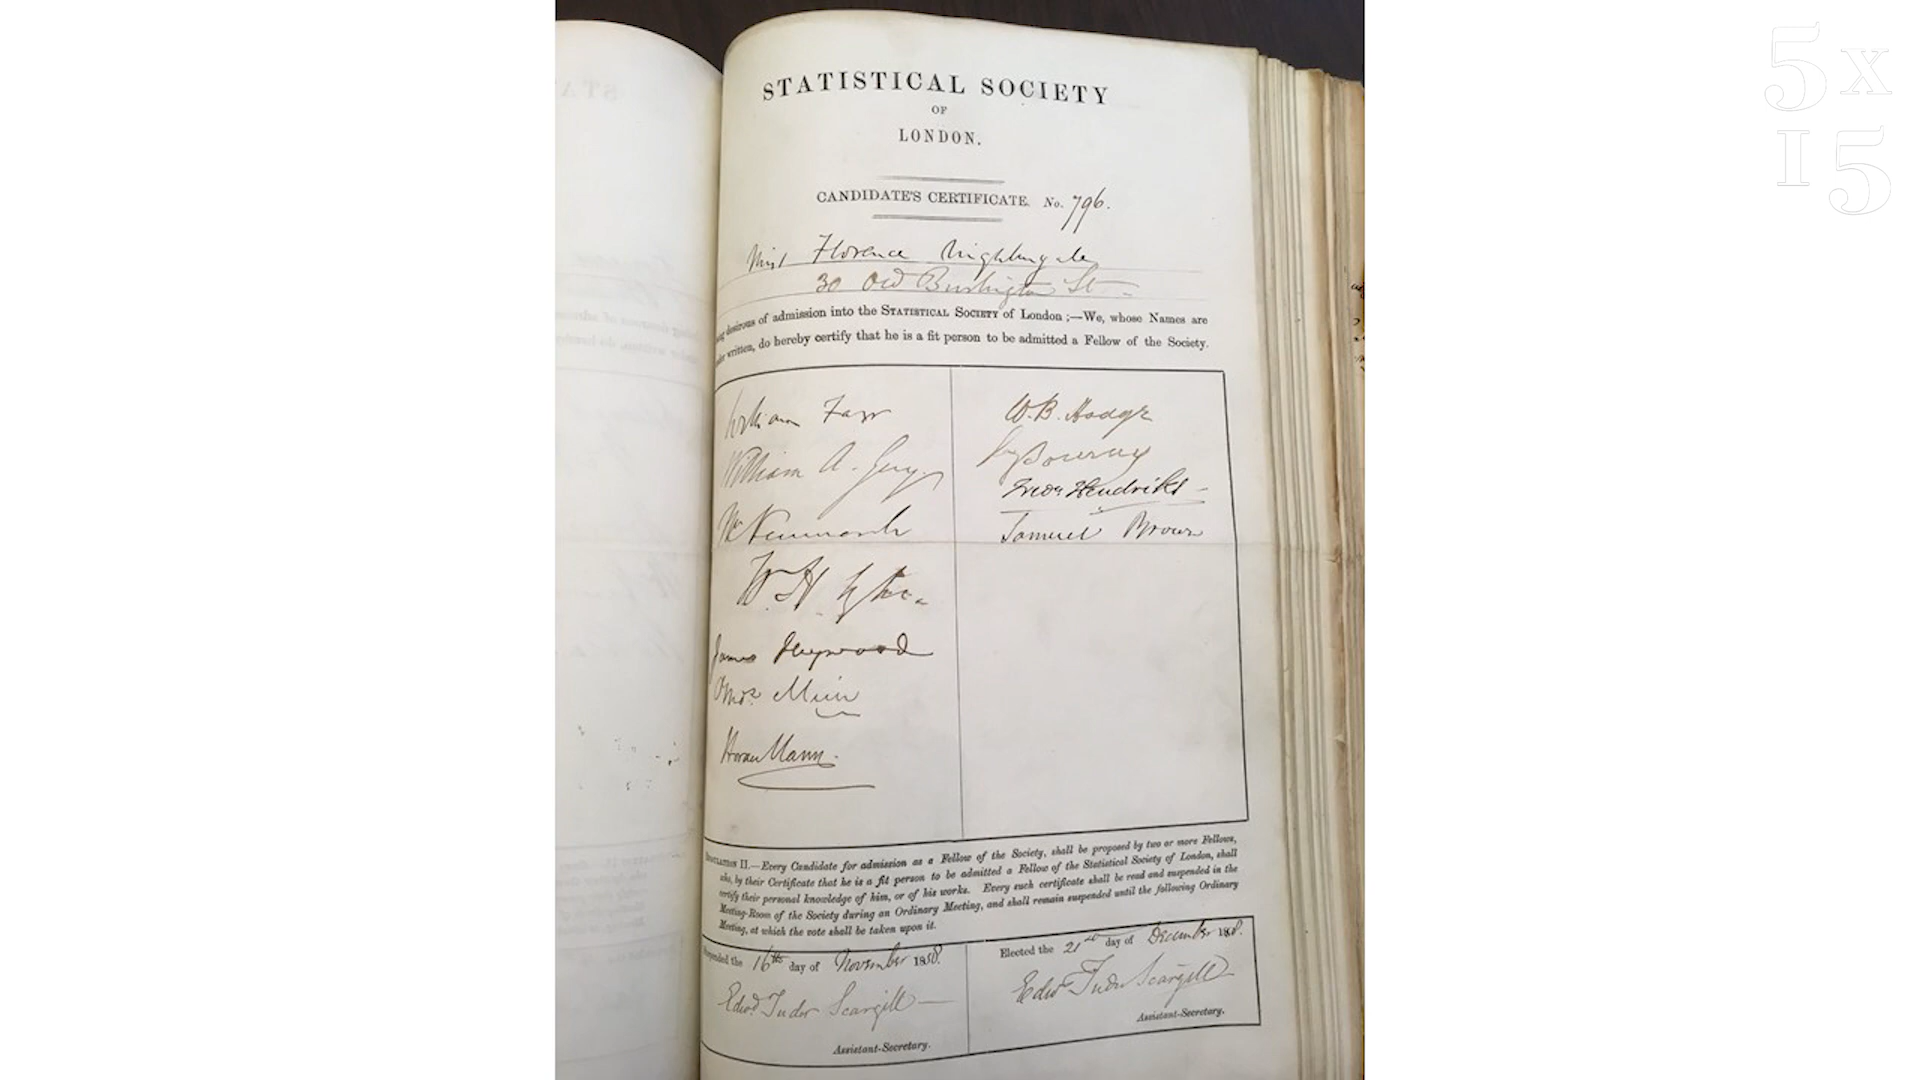 STATISTICAL SOCIETY
OF
LONDON.
CANDIDATE'S CERTIFICATE. No. 796.
Miss Florence Nightingale
30 Old Burlington St
desirous of admission into the STATISTICAL SOCIETY of London ;—We, whose Names are
written, do hereby certify that he is a fit person to be admitted a Fellow of the Society.
William Farr
William A. Guy
Wm Newmarch
W. H.
James Heywood
Thos. Muir
Horace Mann.
W. B. Hodge
Fredk Hendriks
Samuel Brown
REGULATION II.—Every Candidate for admission as a Fellow of the Society, shall be proposed by two or more Fellows,
who, by their Certificate that he is a fit person to be admitted a Fellow of the Statistical Society of London, shall
certify their personal knowledge of him, or of his works. Every such certificate shall be read and suspended in the
Meeting-Room of the Society during an Ordinary Meeting, and shall remain suspended until the following Ordinary
Meeting, at which the vote shall be taken upon it.
Suspended the 16th day of November 1858.
Edwd. Tudor Scargill
Assistant-Secretary.
Elected the 21st day of December 1858.
Edwd Tudor Scargill
Assistant-Secretary.
5 x
15